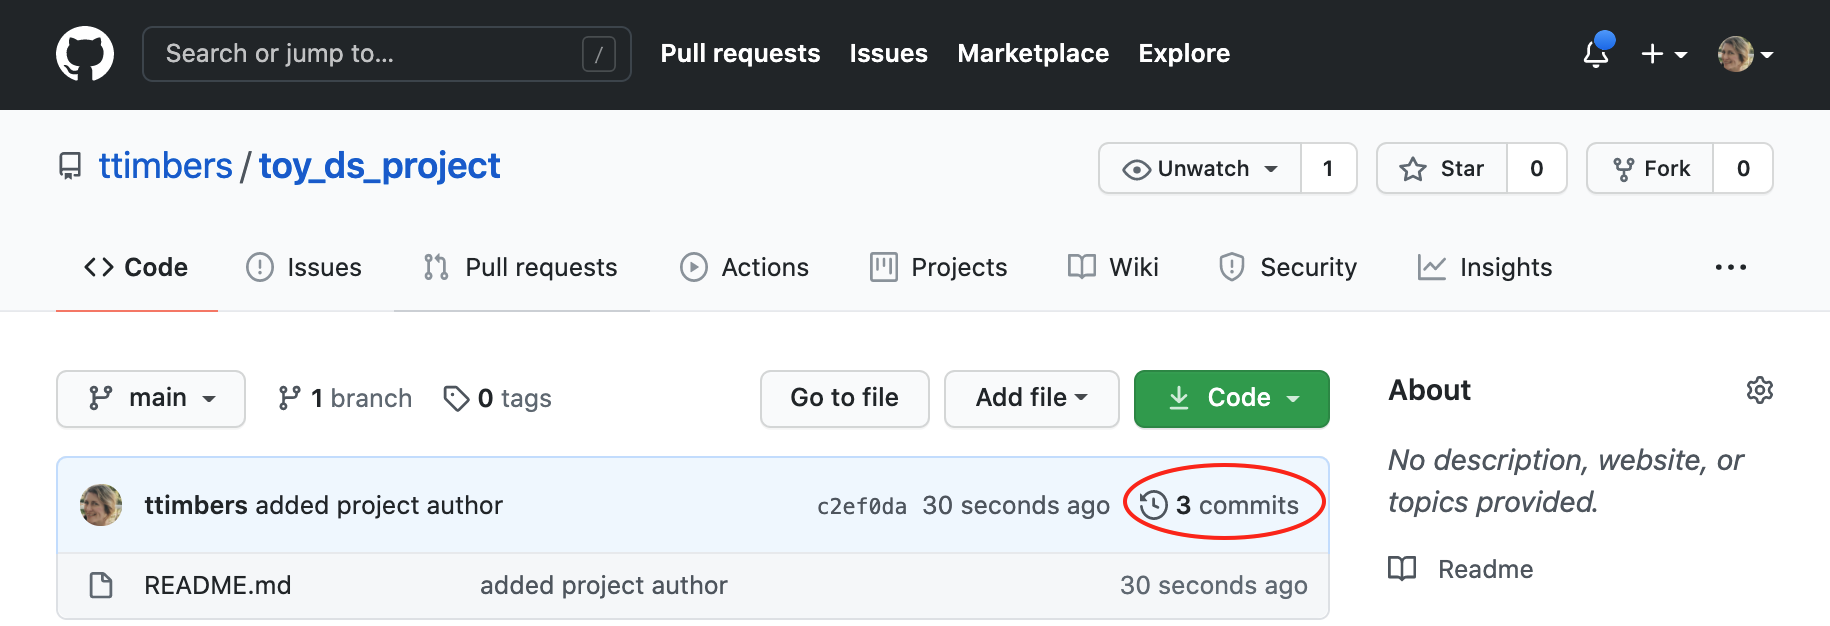 Search or jump to... / Pull requests Issues Marketplace Explore
ttimbers / toy_ds_project Unwatch 1 Star 0 Fork 0
Code Issues Pull requests Actions Projects Wiki Security Insights ...
main 1 branch 0 tags Go to file Add file Code
About
No description, website, or
topics provided.
Readme
ttimbers added project author c2ef0da 30 seconds ago 3 commits
README.md added project author 30 seconds ago